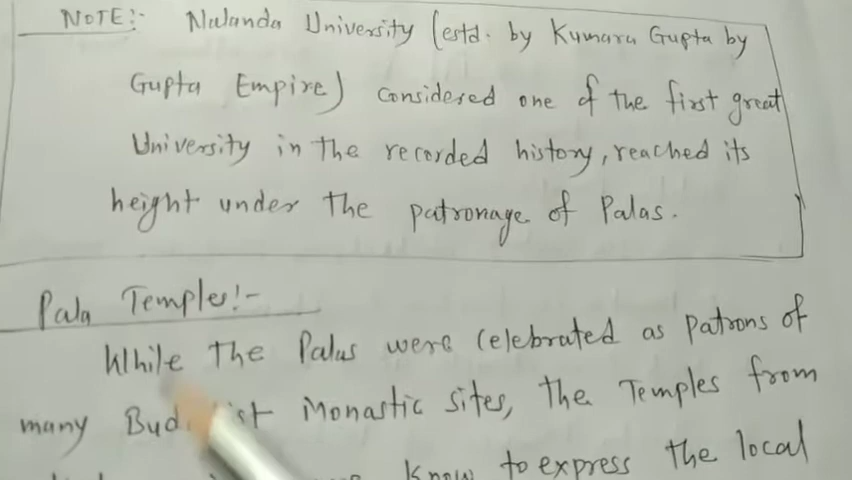 NOTE:- Nalanda University (estd. by Kumara Gupta by
Gupta Empire) considered one of the first great
University in the recorded history, reached its
height under the patronage of Palas.
Pala Temples:-
While the Palas were celebrated as patrons of
many Buddhist Monastic sites, the Temples from
know to express the local